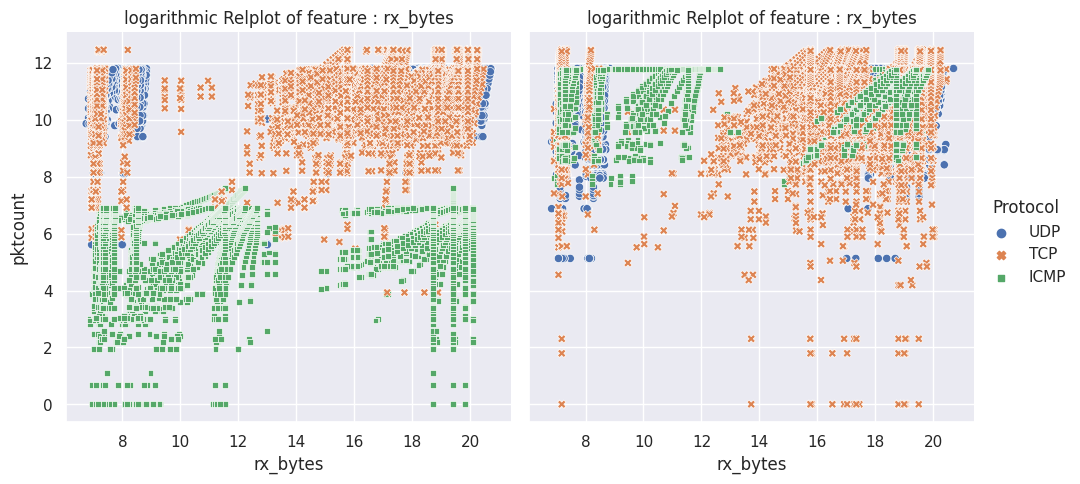 logarithmic Relplot of feature : rx_bytes
logarithmic Relplot of feature : rx_bytes
pktcount
12
10
8
6
4
2
0
8 10 12 14 16 18 20
8 10 12 14 16 18 20
rx_bytes
rx_bytes
Protocol
UDP
TCP
ICMP